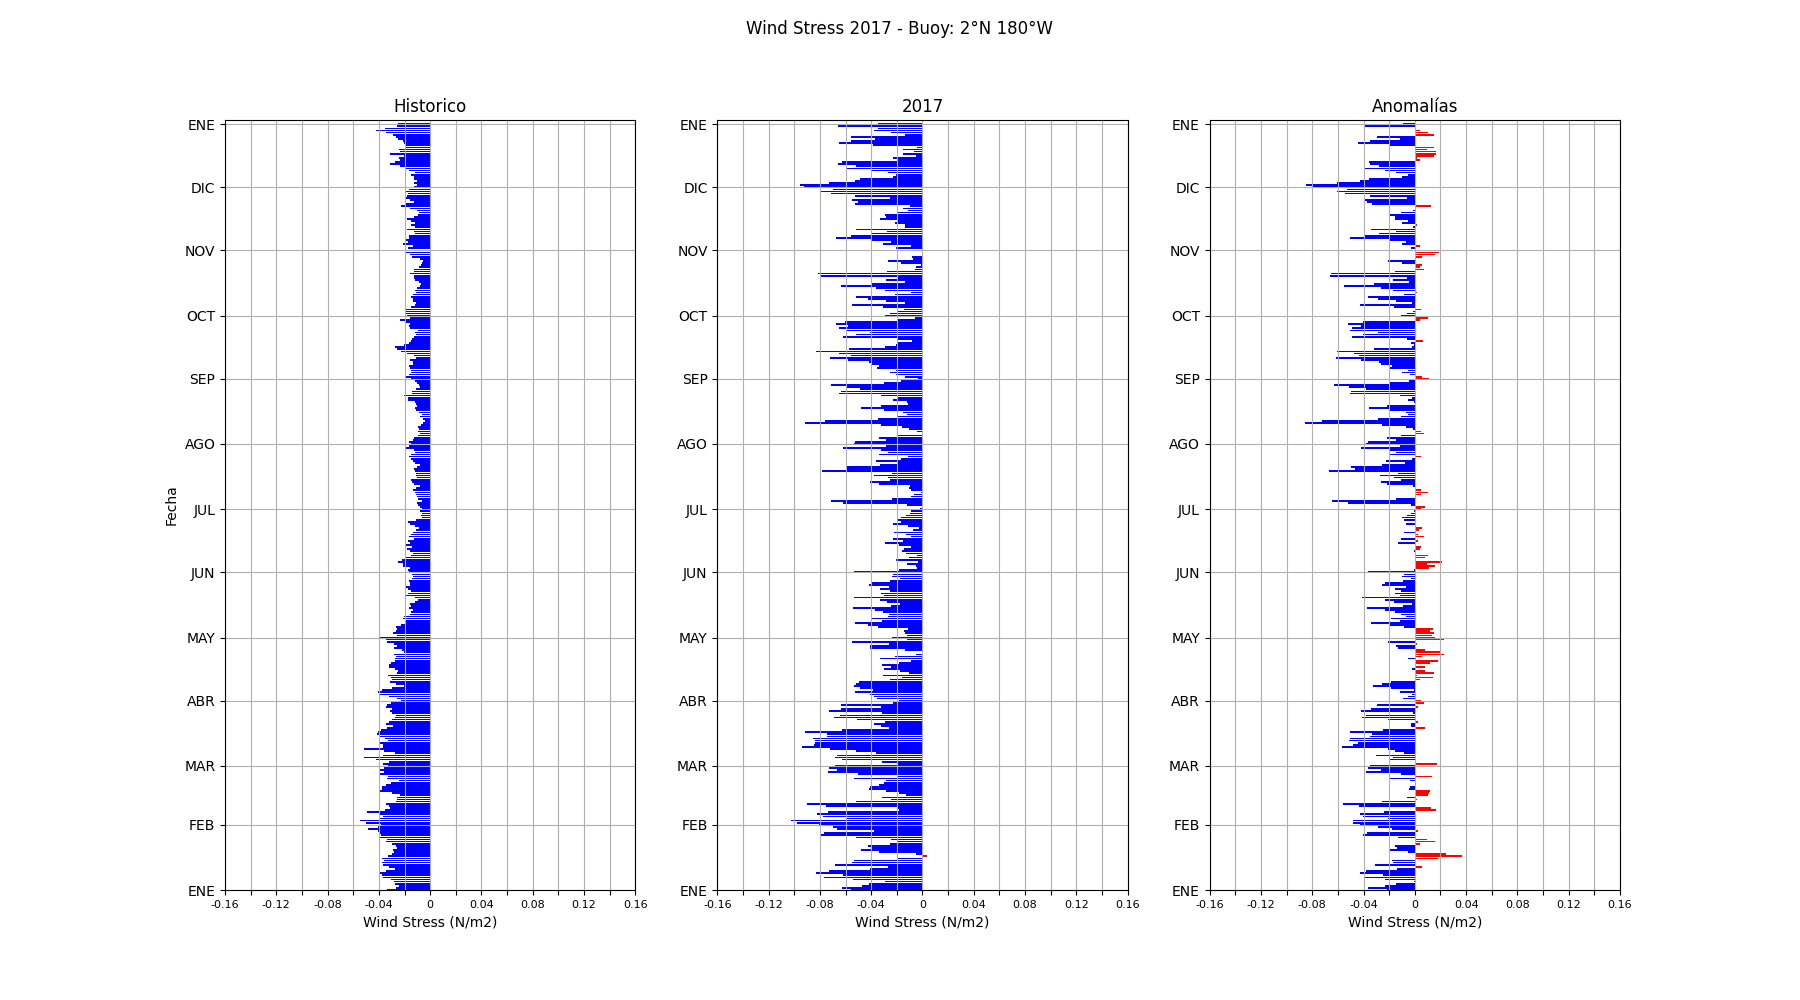 Wind Stress 2017 - Buoy: 2°N 180°W
Historico
2017
Anomalías
Fecha
ENE
DIC
NOV
OCT
SEP
AGO
JUL
JUN
MAY
ABR
MAR
FEB
ENE
-0.16 -0.12 -0.08 -0.04 0 0.04 0.08 0.12 0.16
Wind Stress (N/m2)
ENE
DIC
NOV
OCT
SEP
AGO
JUL
JUN
MAY
ABR
MAR
FEB
ENE
-0.16 -0.12 -0.08 -0.04 0 0.04 0.08 0.12 0.16
Wind Stress (N/m2)
ENE
DIC
NOV
OCT
SEP
AGO
JUL
JUN
MAY
ABR
MAR
FEB
ENE
-0.16 -0.12 -0.08 -0.04 0 0.04 0.08 0.12 0.16
Wind Stress (N/m2)